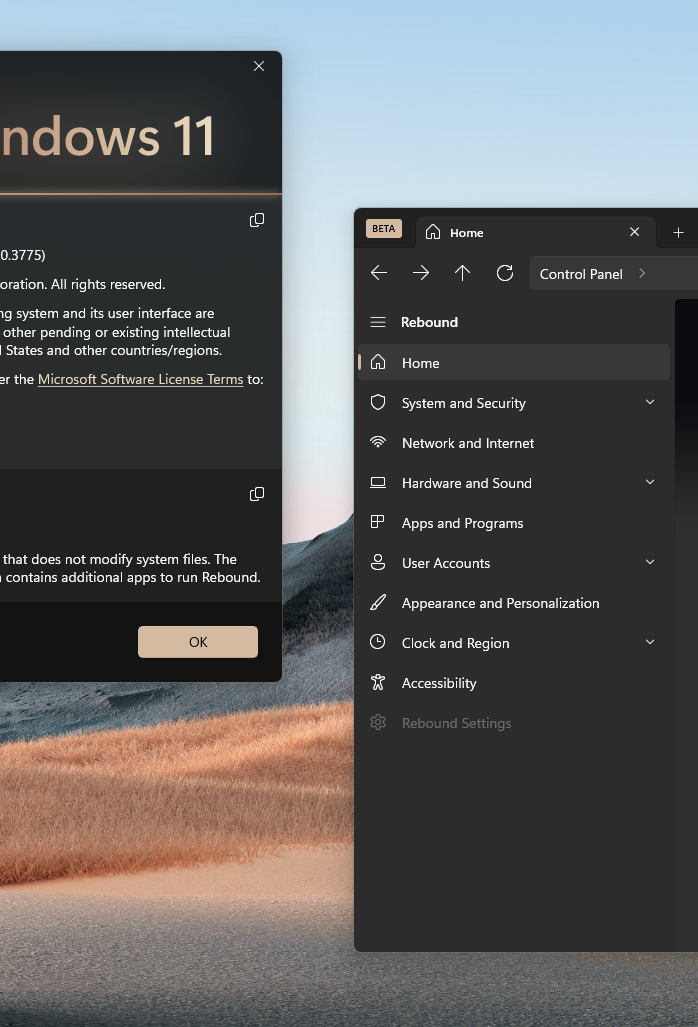 ndows 11
0.3775)
oration. All rights reserved.
ng system and its user interface are
other pending or existing intellectual
States and other countries/regions.
er the Microsoft Software License Terms to:
that does not modify system files. The
contains additional apps to run Rebound.
OK
BETA
Home
Control Panel
Rebound
Home
System and Security
Network and Internet
Hardware and Sound
Apps and Programs
User Accounts
Appearance and Personalization
Clock and Region
Accessibility
Rebound Settings